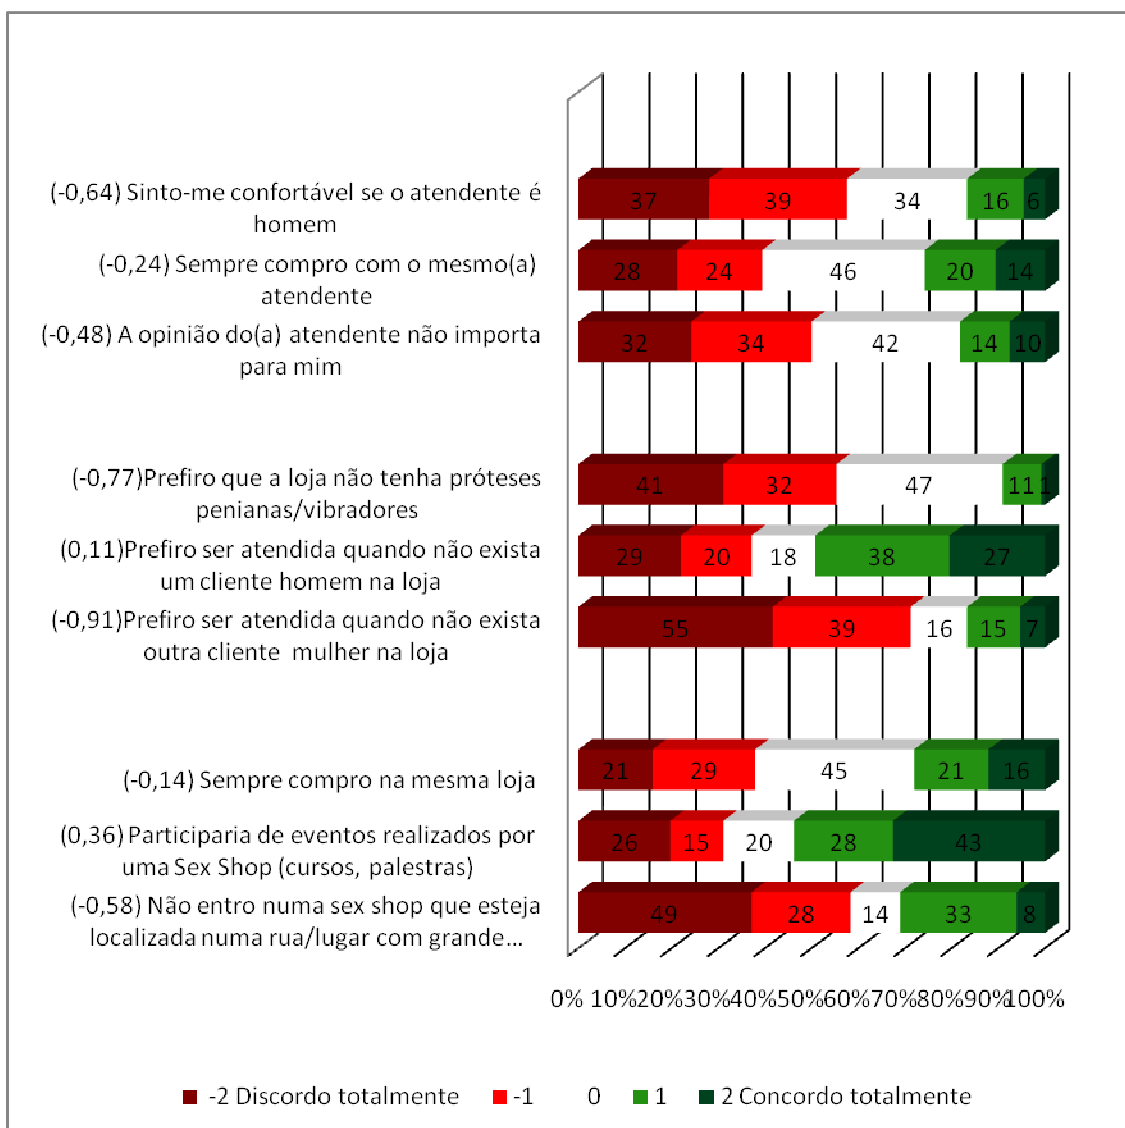 (-0,64) Sinto-me confortável se o atendente é
homem
37 39 34 16 6
(-0,24) Sempre compro com o mesmo(a)
atendente
28 24 46 20 14
(-0,48) A opinião do(a) atendente não importa
para mim
32 34 42 14 10
(-0,77)Prefiro que a loja não tenha próteses
penianas/vibradores
41 32 47 11 1
(0,11)Prefiro ser atendida quando não exista
um cliente homem na loja
29 20 18 38 27
(-0,91)Prefiro ser atendida quando não exista
outra cliente mulher na loja
55 39 16 15 7
(-0,14) Sempre compro na mesma loja
21 29 45 21 16
(0,36) Participaria de eventos realizados por
uma Sex Shop (cursos, palestras)
26 15 20 28 43
(-0,58) Não entro numa sex shop que esteja
localizada numa rua/lugar com grande...
49 28 14 33 8
0% 10% 20% 30% 40% 50% 60% 70% 80% 90% 100%
-2 Discordo totalmente -1 0 1 2 Concordo totalmente